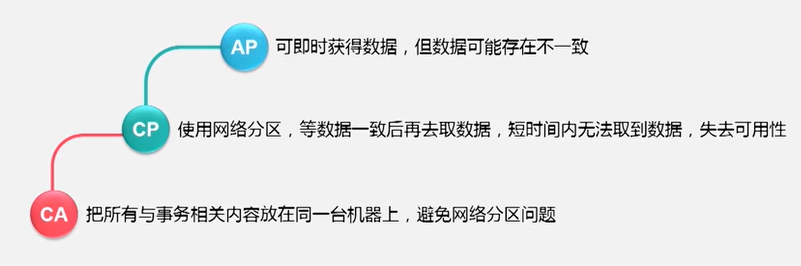 AP 可即时获得数据，但数据可能存在不一致
CP 使用网络分区，等数据一致后再去取数据，短时间内无法取到数据，失去可用性
CA 把所有与事务相关内容放在同一台机器上，避免网络分区问题